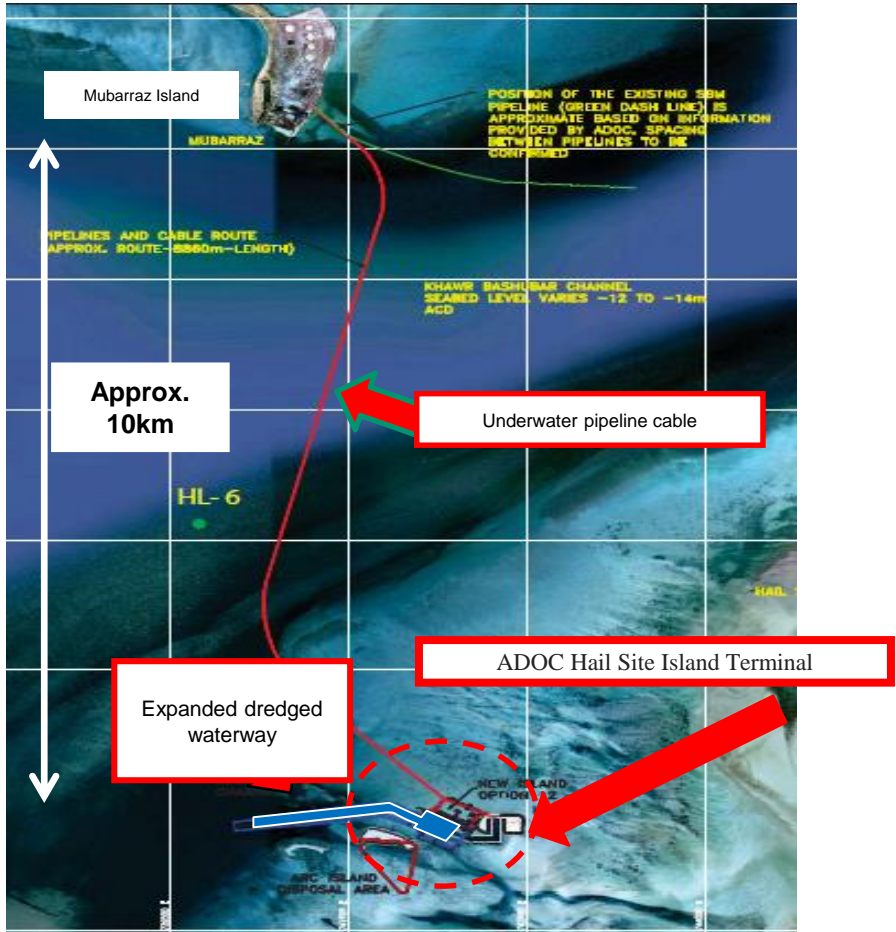 Mubarraz Island
MUBARRAZ
POSITION OF THE EXISTING SBM
PIPELINE (GREEN DASH LINE) IS
APPROXIMATE BASED ON INFORMATION
PROVIDED BY ADOC. SPACING
BETWEEN PIPELINES TO BE
CONFIRMED
PIPELINES AND CABLE ROUTE
(APPROX. ROUTE-8860m-LENGTH)
KHAWR BASHUBAR CHANNEL
SEABED LEVEL VARIES -12 TO -14m
ACD
Approx.
10km
Underwater pipeline cable
HL-6
HAIL
ADOC Hail Site Island Terminal
Expanded dredged
waterway
NEW ISLAND
OPTION 2
ARC ISLAND
DISPOSAL AREA